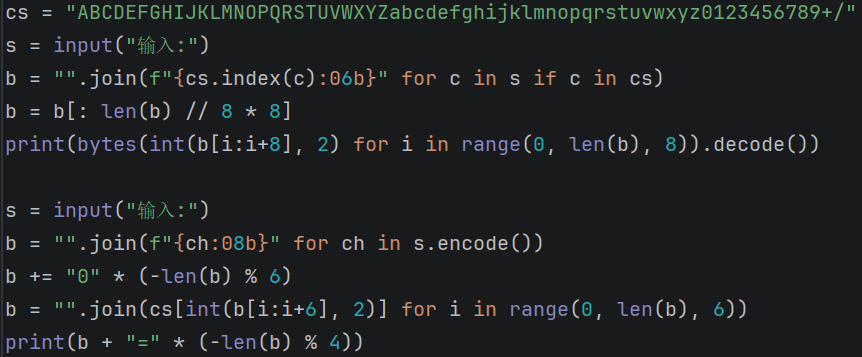 cs = "ABCDEFGHIJKLMNOPQRSTUVWXYZabcdefghijklmnopqrstuvwxyz0123456789+/"
s = input("输入:")
b = "".join(f"{cs.index(c):06b}" for c in s if c in cs)
b = b[: len(b) // 8 * 8]
print(bytes(int(b[i:i+8], 2) for i in range(0, len(b), 8)).decode())

s = input("输入:")
b = "".join(f"{ch:08b}" for ch in s.encode())
b += "0" * (-len(b) % 6)
b = "".join(cs[int(b[i:i+6], 2)] for i in range(0, len(b), 6))
print(b + "=" * (-len(b) % 4))